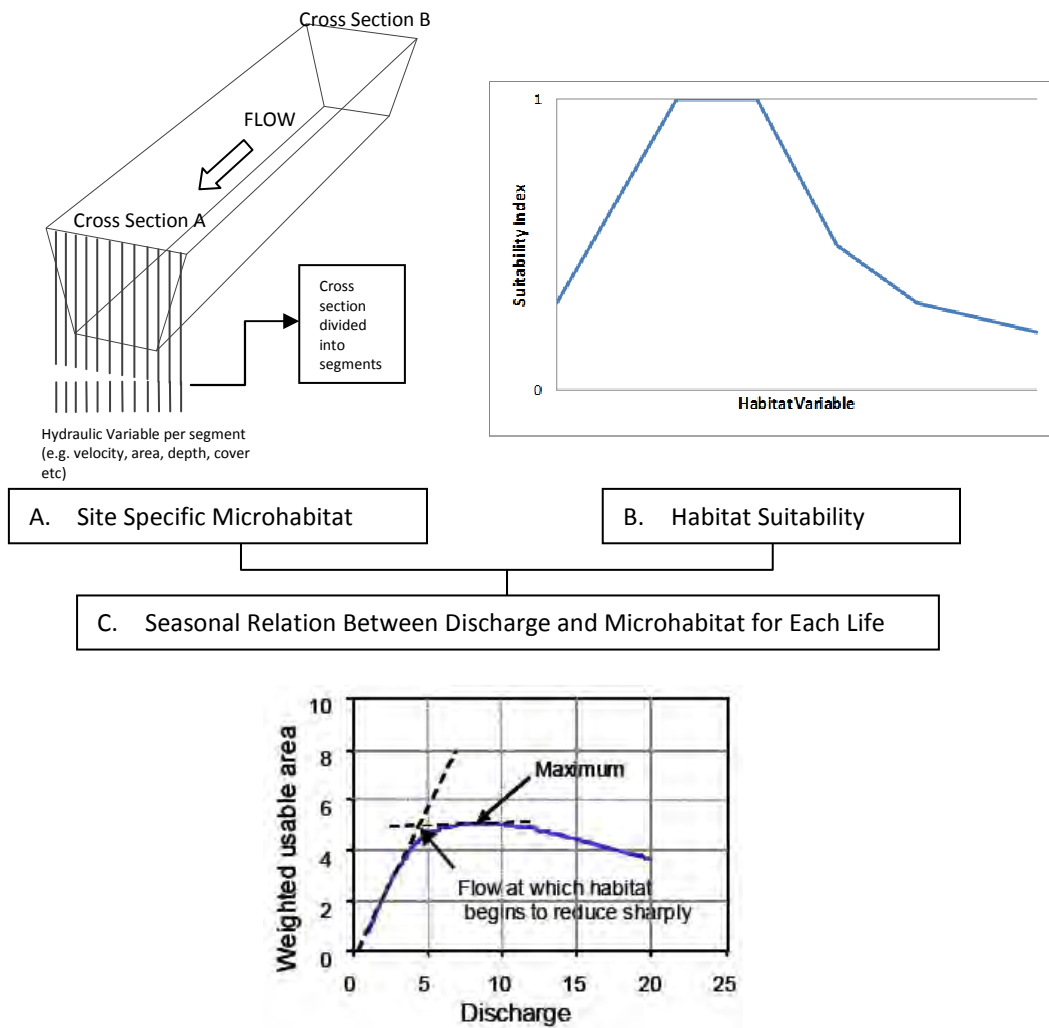 Cross Section B
FLOW
Cross Section A
Cross
section
divided
into
segments
Hydraulic Variable per segment
(e.g. velocity, area, depth, cover
etc)
1
Suitability Index
0
Habitat Variable
A. Site Specific Microhabitat
B. Habitat Suitability
C. Seasonal Relation Between Discharge and Microhabitat for Each Life
10
8
6
4
2
0
Weighted usable area
Maximum
Flow at which habitat
begins to reduce sharply
0 5 10 15 20 25
Discharge